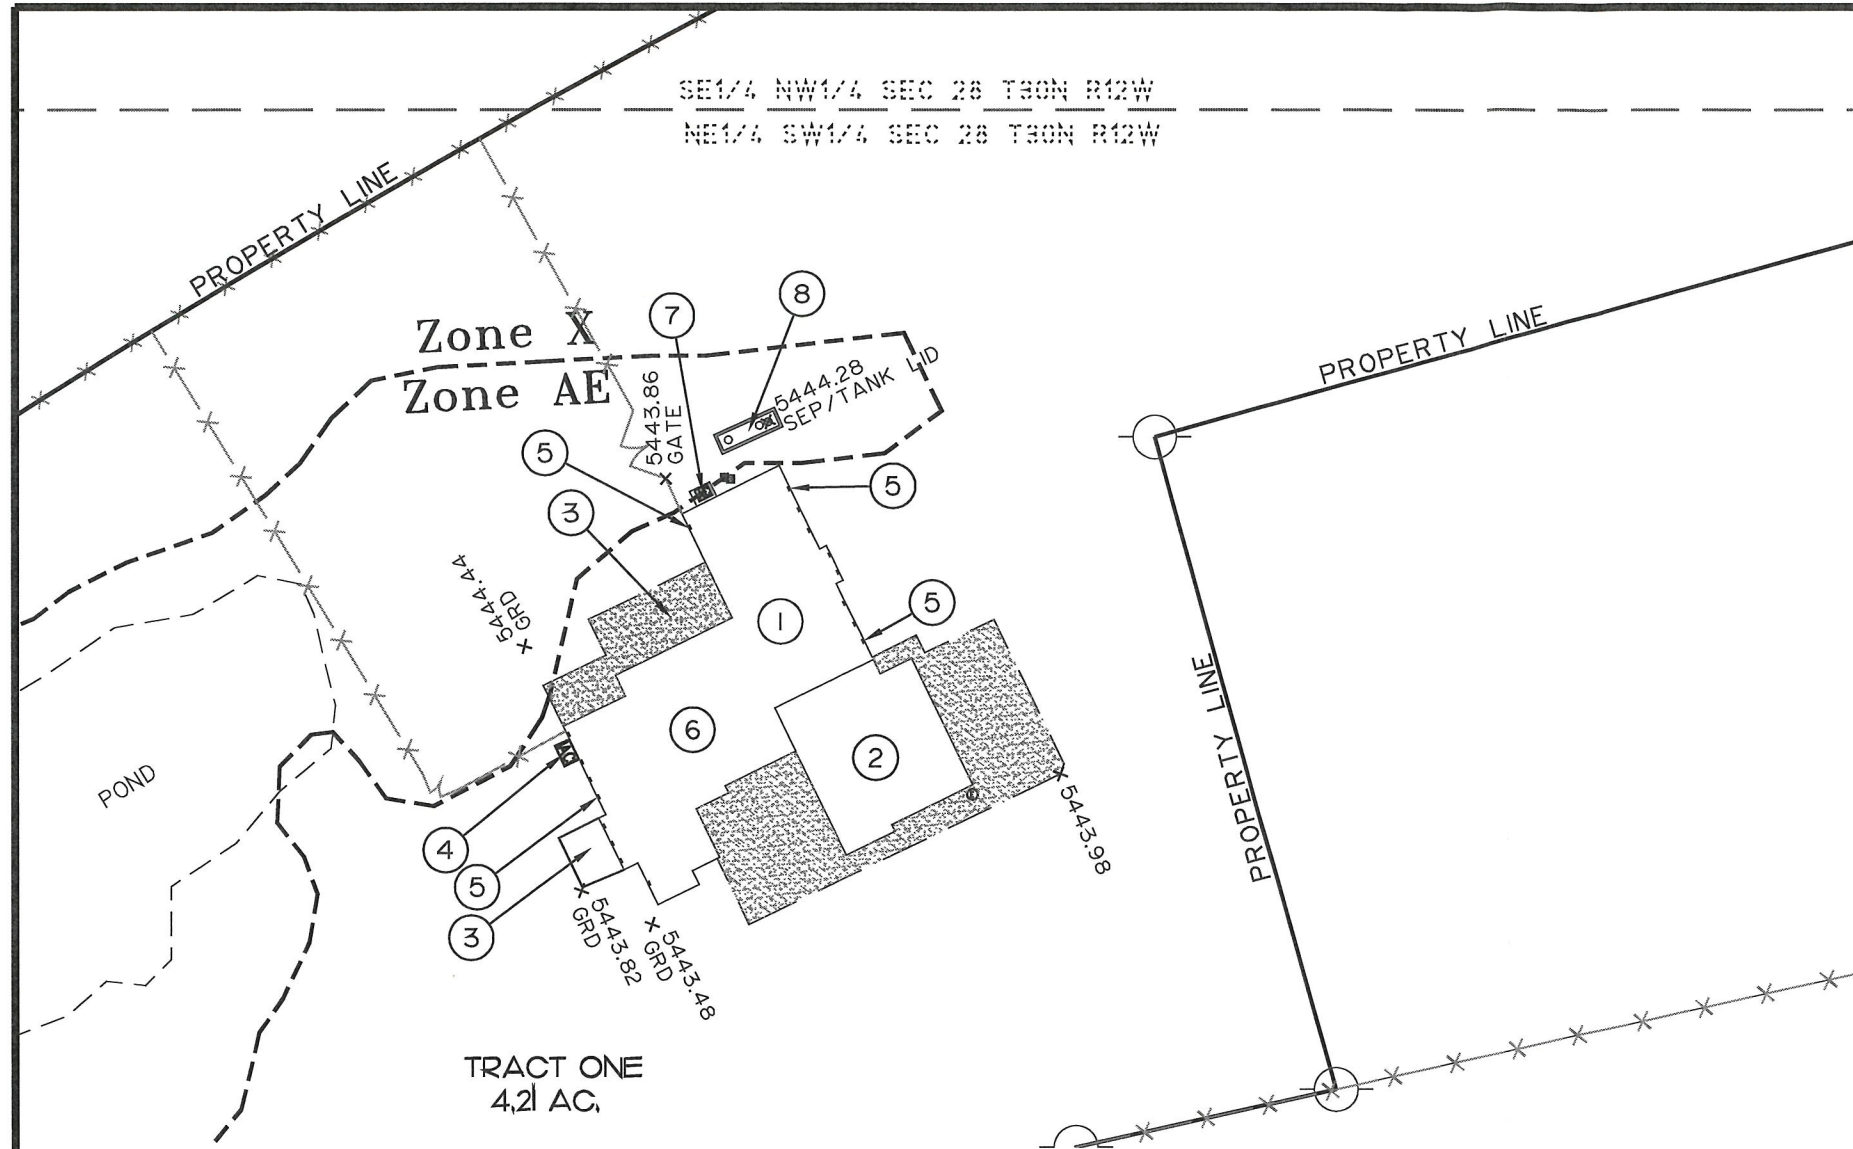 SE1/4 NW1/4 SEC 28 T30N R12W
NE1/4 SW1/4 SEC 28 T30N R12W
PROPERTY LINE
Zone X
Zone AE
7
8
5443.86
GATE
5444.28
SEP/TANK LID
PROPERTY LINE
5
5
3
5444.44
GRD
AC
5
1
6
2
PROPERTY LINE
POND
AC
E
4
5
3
5443.98
5443.82
GRD
5443.48
GRD
TRACT ONE
4.21 AC.